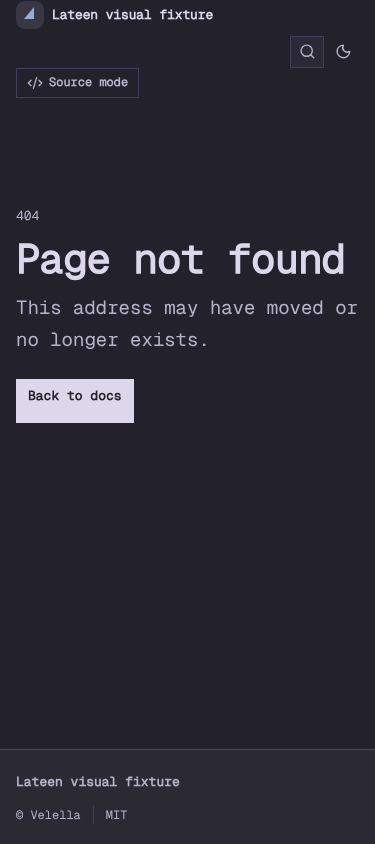 Lateen visual fixture
</> Source mode
404
Page not found
This address may have moved or
no longer exists.
Back to docs
Lateen visual fixture
© Velella
MIT